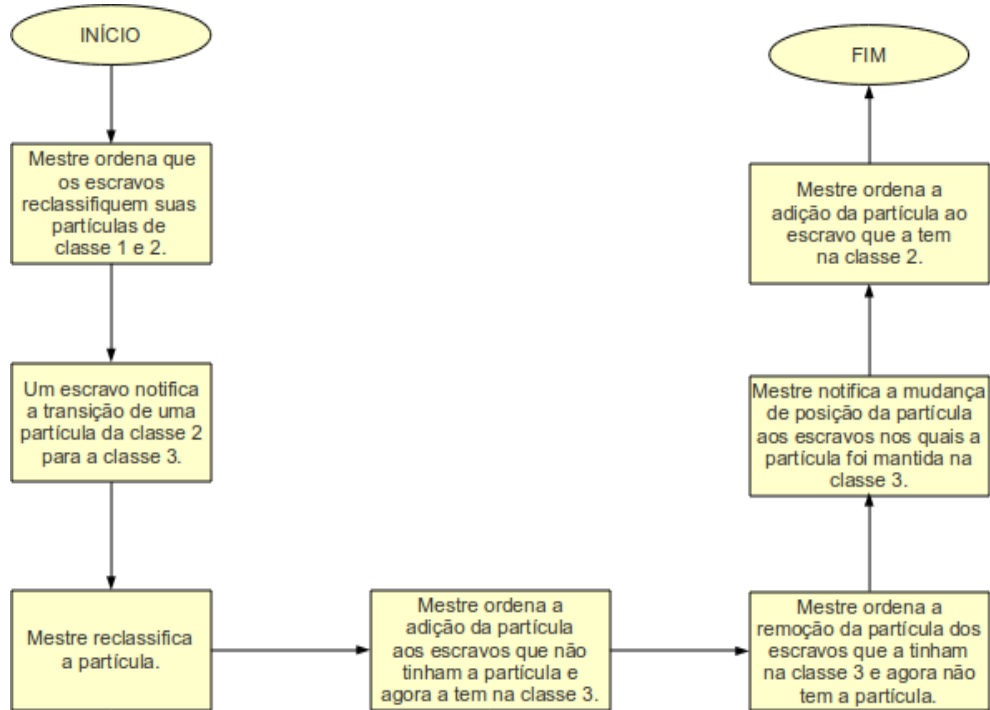 INÍCIO
Mestre ordena que
os escravos
reclassifiquem suas
partículas de
classe 1 e 2.
Um escravo notifica
a transição de uma
partícula da classe 2
para a classe 3.
Mestre reclassifica
a partícula.
Mestre ordena a
adição da partícula
aos escravos que não
tinham a partícula e
agora a tem na classe 3.
Mestre ordena a
remoção da partícula dos
escravos que a tinham
na classe 3 e agora não
tem a partícula.
Mestre notifica a mudança
de posição da partícula
aos escravos nos quais a
partícula foi mantida na
classe 3.
Mestre ordena a
adição da partícula ao
escravo que a tem
na classe 2.
FIM